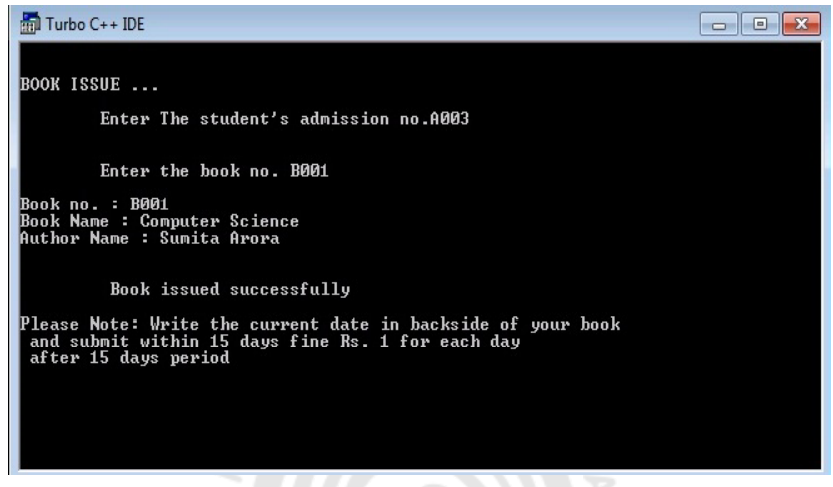 Turbo C++ IDE
BOOK ISSUE ...
Enter The student's admission no.A003
Enter the book no. B001
Book no. : B001
Book Name : Computer Science
Author Name : Sumita Arora
Book issued successfully
Please Note: Write the current date in backside of your book
and submit within 15 days fine Rs. 1 for each day
after 15 days period